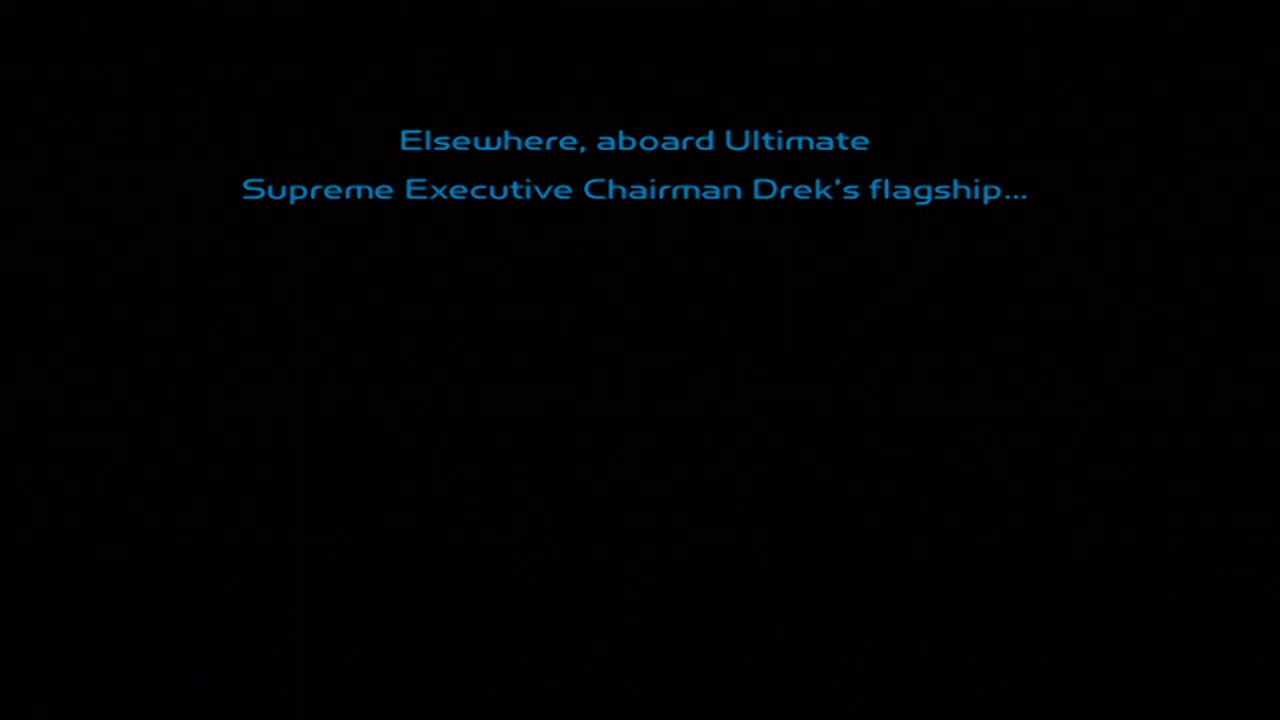 Elsewhere, aboard Ultimate
Supreme Executive Chairman Drek's flagship...